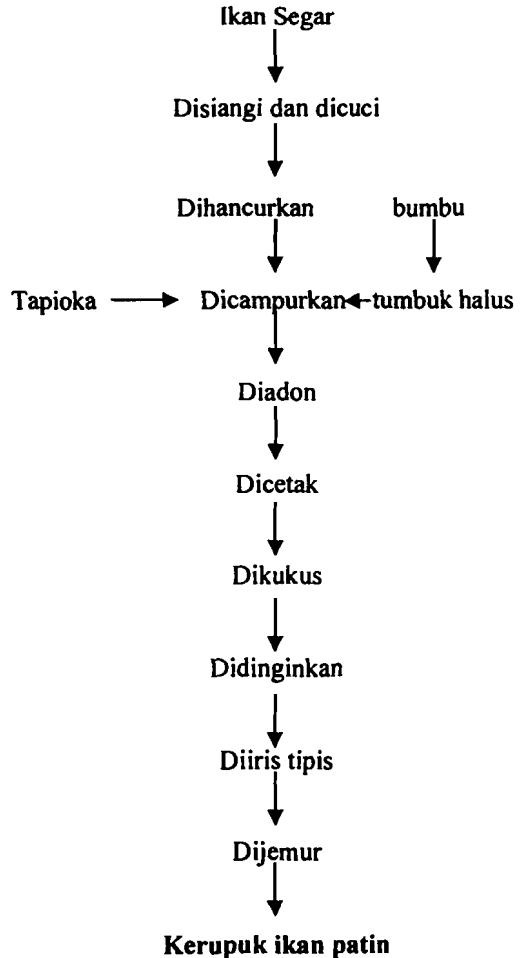 Ikan Segar
Disiangi dan dicuci
Dihancurkan bumbu
Tapioka Dicampurkan tumbuk halus
Diadon
Dicetak
Dikukus
Didinginkan
Diiris tipis
Dijemur
Kerupuk ikan patin